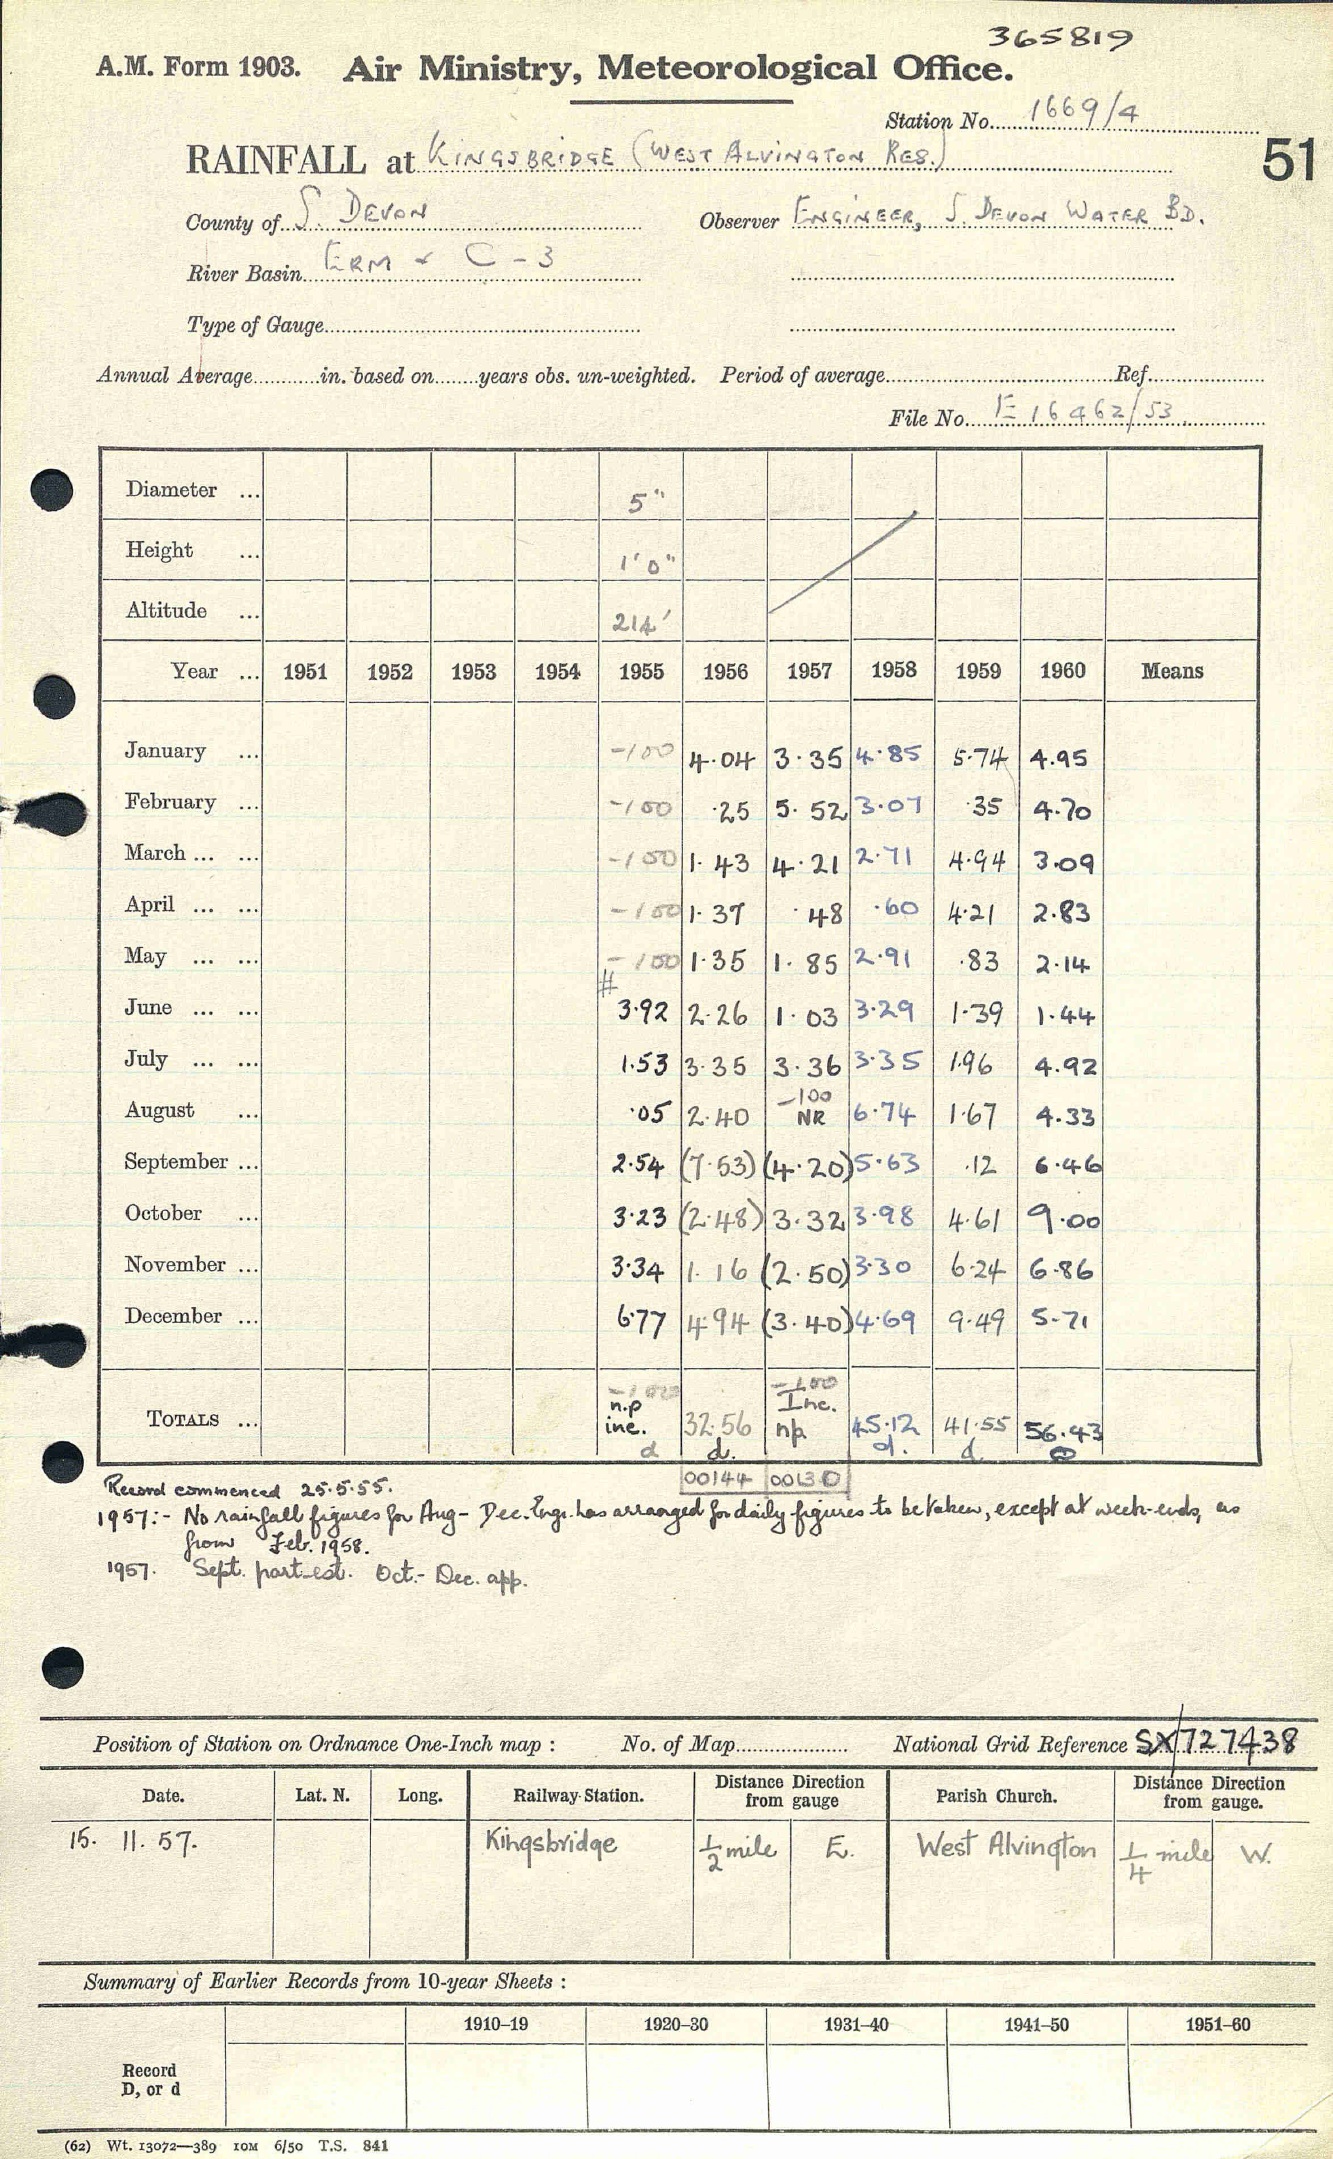 365819
A.M. Form 1903. Air Ministry, Meteorological Office.
Station No. 1669/4
RAINFALL at KINGSBRIDGE (WEST ALVINGTON RES.) 51
County of S. DEVON Observer ENGINEER, S. DEVON WATER BD.
River Basin ERM & C - 3
Type of Gauge
Annual Average in. based on years obs. un-weighted. Period of average Ref.
File No. E 16462/53
Diameter ... 5"
Height ... 1'0"
Altitude ... 214'
Year ... 1951 1952 1953 1954 1955 1956 1957 1958 1959 1960 Means
January ... -100 4.04 3.35 4.85 5.74 4.95
February ... -100 .25 5.52 3.07 .35 4.70
March ... ... -100 1.43 4.21 2.71 4.94 3.09
April ... ... -100 1.37 .48 .60 4.21 2.83
May ... ... -100 1.35 1.85 2.91 .83 2.14
#
June ... ... 3.92 2.26 1.03 3.29 1.39 1.44
July ... ... 1.53 3.35 3.36 3.35 1.96 4.92
-100
August ... .05 2.40 NR 6.74 1.67 4.33
September ... 2.54 (7.53) (4.20) 5.63 .12 6.46
October ... 3.23 (2.48) 3.32 3.98 4.61 9.00
November ... 3.34 1.16 (2.50) 3.30 6.24 6.86
December ... 6.77 4.94 (3.40) 4.69 9.49 5.71
-100 -100
n.p Inc.
TOTALS ... inc. 32.56 np. 45.12 41.55 56.43
d d. d. d.
00144 00130
Record commenced 25.5.55.
1957:- No rainfall figures for Aug - Dec. Engr. has arranged for daily figures to be taken, except at week-ends, as
from Feb. 1958.
1957. Sept. part est. Oct.- Dec. app.
Position of Station on Ordnance One-Inch map : No. of Map National Grid Reference SX/727438
Date. Lat. N. Long. Railway Station. Distance Direction from gauge Parish Church. Distance Direction from gauge.
15. 11. 57. Kingsbridge 1/2 mile E. West Alvington 1/4 mile W.
Summary of Earlier Records from 10-year Sheets :
1910–19 1920–30 1931–40 1941–50 1951–60
Record
D, or d
(62) Wt. 13072—389 10M 6/50 T.S. 841